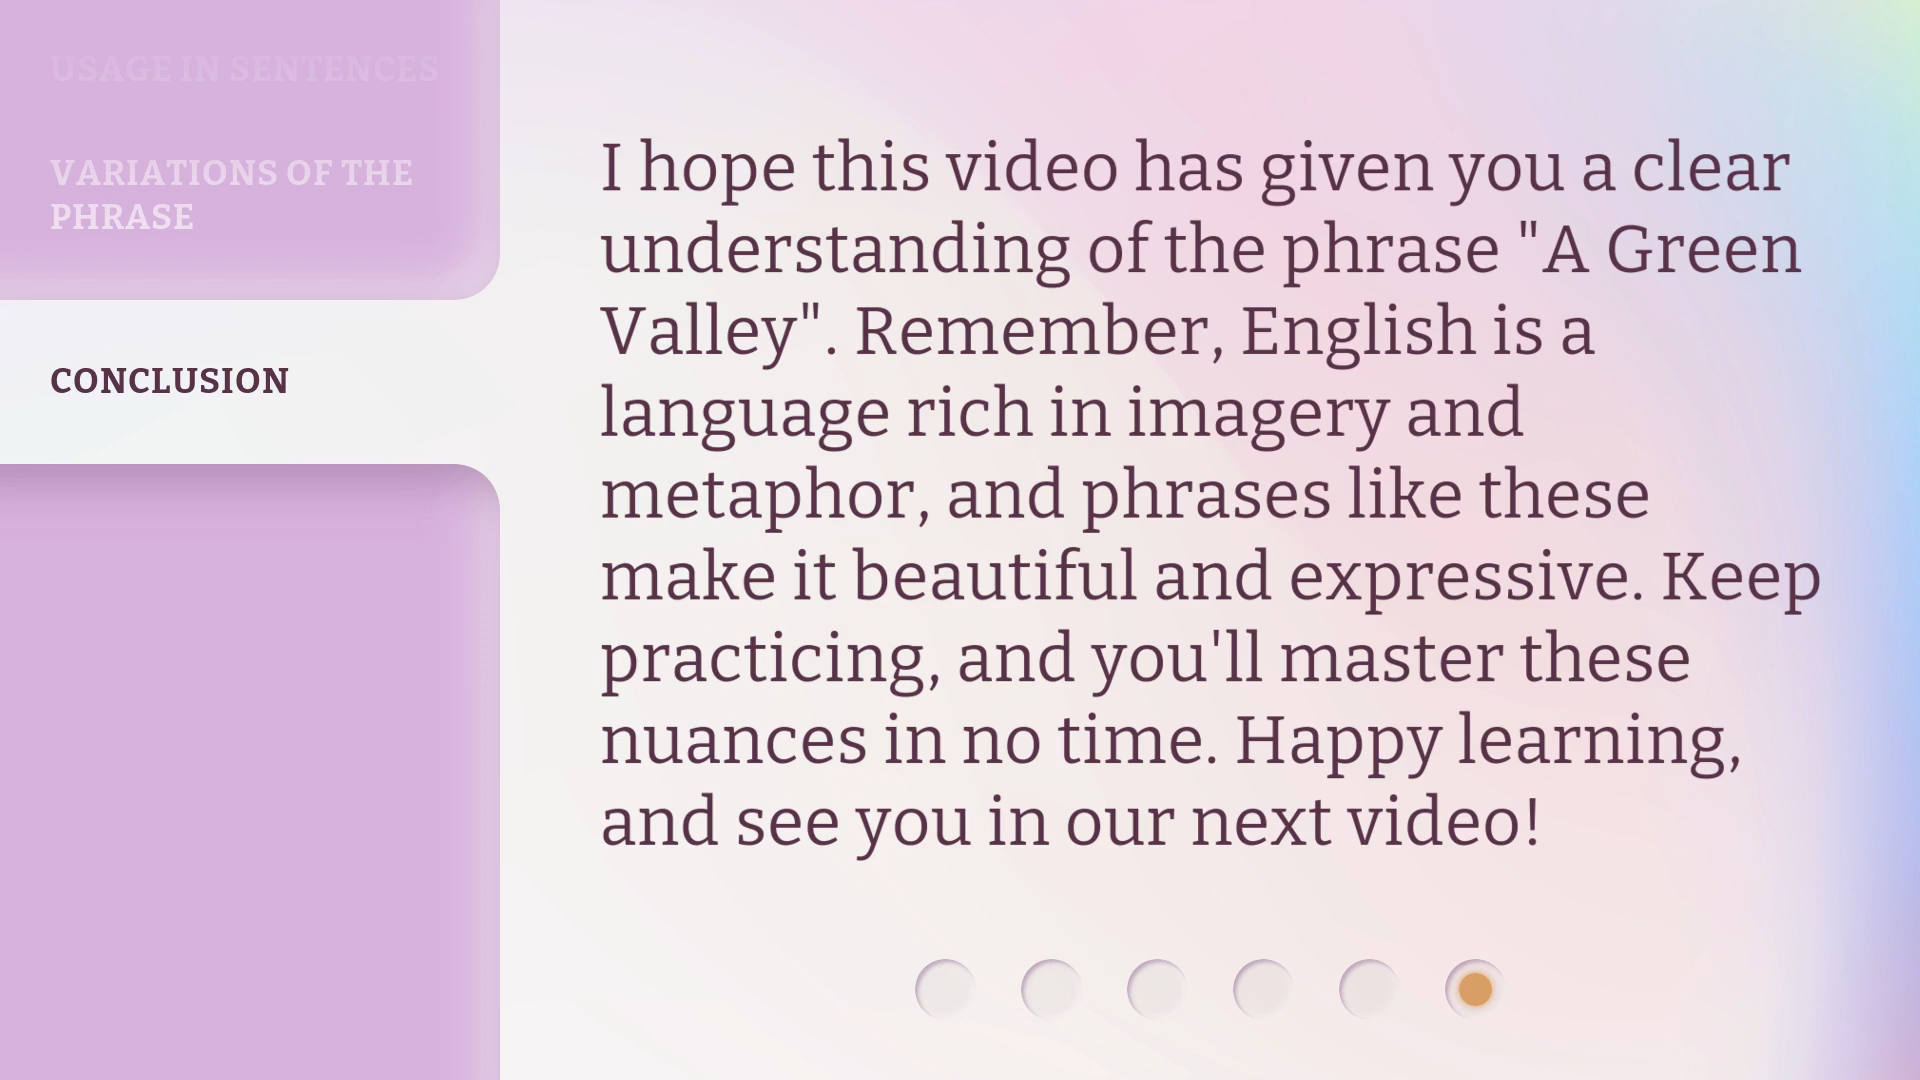 USAGE IN SENTENCES
VARIATIONS OF THE
PHRASE
CONCLUSION
I hope this video has given you a clear
understanding of the phrase "A Green
Valley". Remember, English is a
language rich in imagery and
metaphor, and phrases like these
make it beautiful and expressive. Keep
practicing, and you'll master these
nuances in no time. Happy learning,
and see you in our next video!